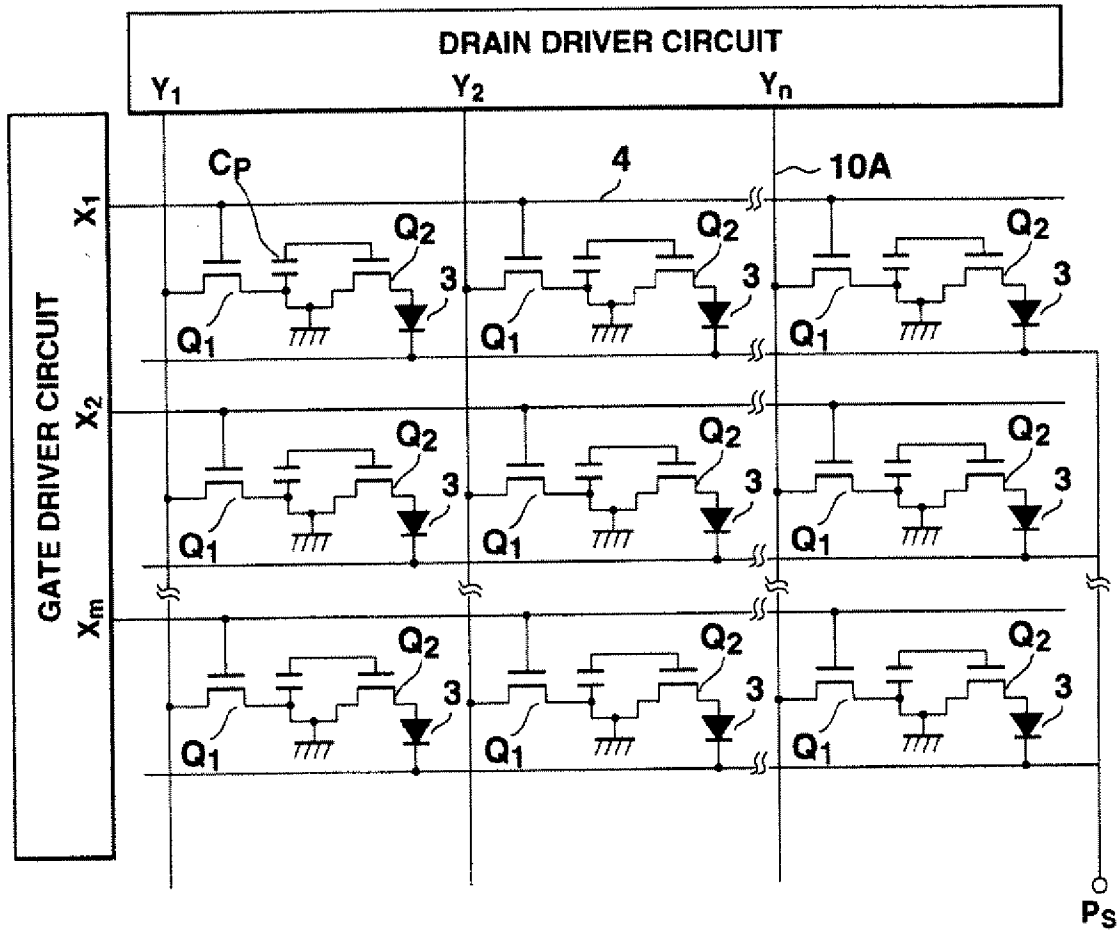 DRAIN DRIVER CIRCUIT
Y1 Y2 Yn
GATE DRIVER CIRCUIT
CP 4 10A
X1
Q2 Q2 Q2
3 3 3
Q1 Q1 Q1
X2
Q2 Q2 Q2
3 3 3
Q1 Q1 Q1
Xm
Q2 Q2 Q2
3 3 3
Q1 Q1 Q1
PS